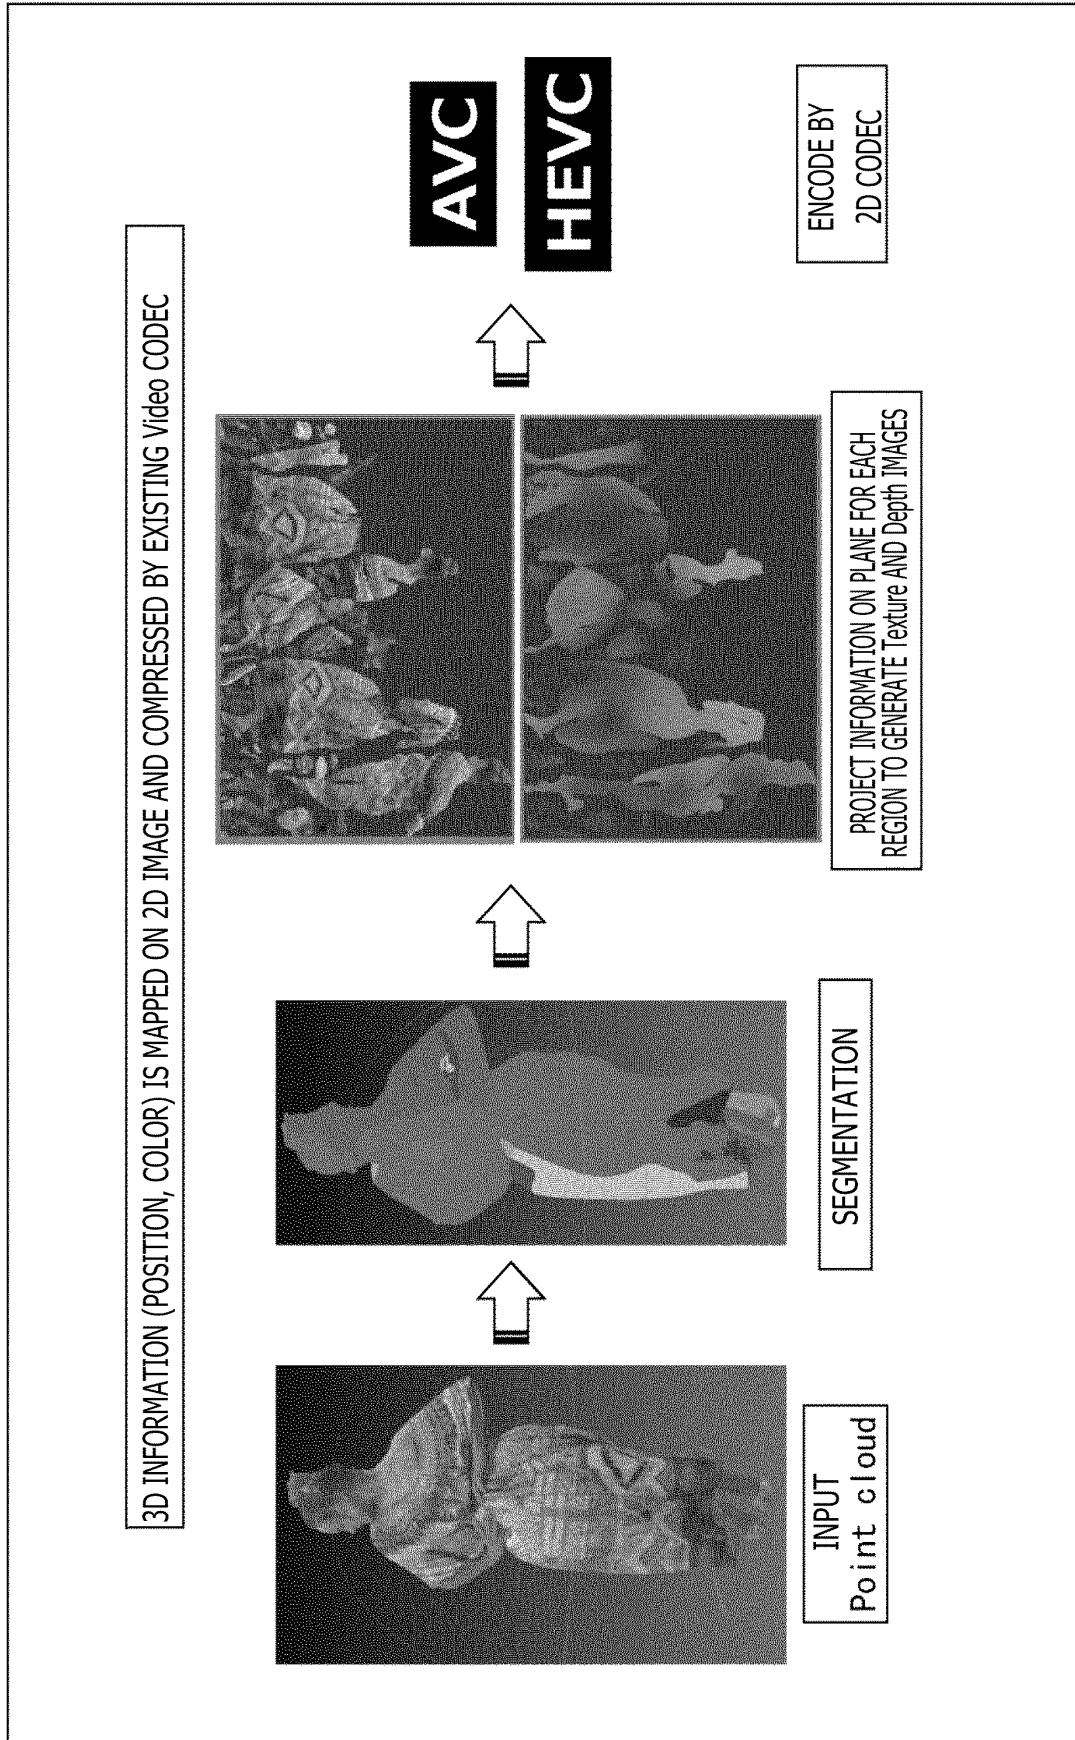 3D INFORMATION (POSITION, COLOR) IS MAPPED ON 2D IMAGE AND COMPRESSED BY EXISTING Video CODEC
INPUT
Point cloud
SEGMENTATION
PROJECT INFORMATION ON PLANE FOR EACH
REGION TO GENERATE Texture AND Depth IMAGES
AVC
HEVC
ENCODE BY
2D CODEC